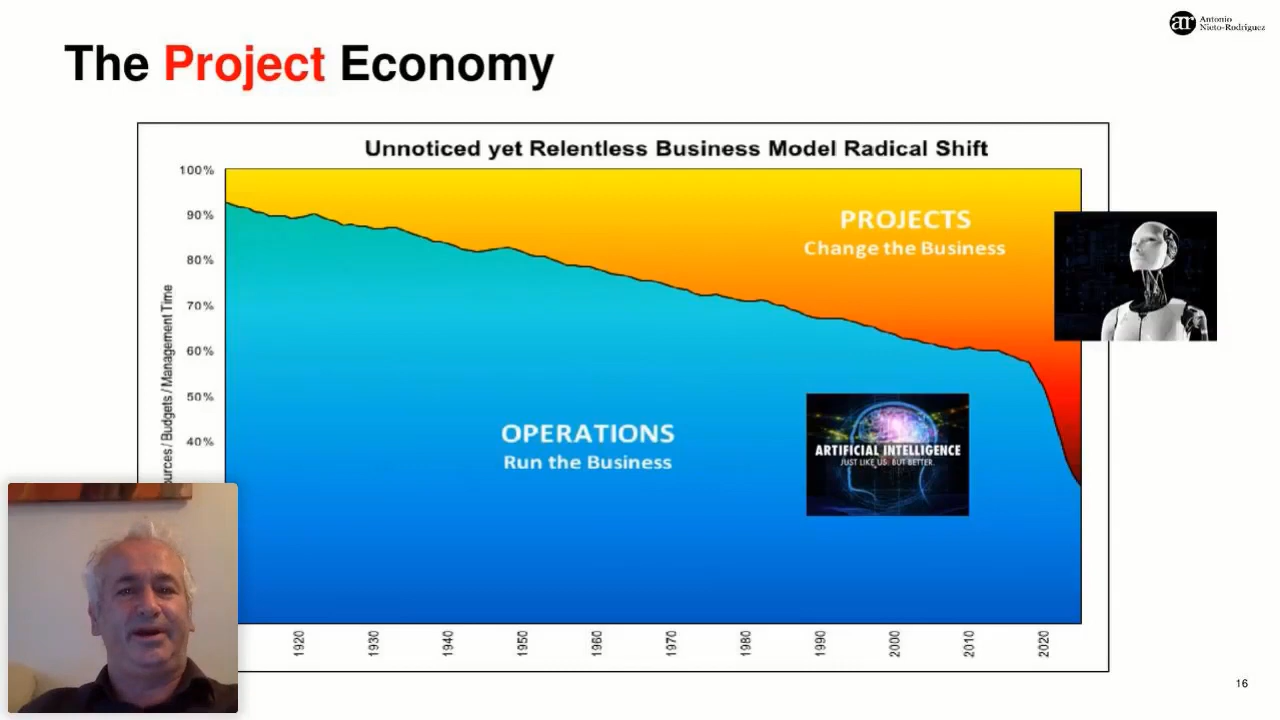 Antonio
Nieto-Rodriguez
The Project Economy
Unnoticed yet Relentless Business Model Radical Shift
100%
90%
80%
70%
60%
50%
40%
/ Budgets / Management Time
PROJECTS
Change the Business
OPERATIONS
Run the Business
ARTIFICIAL INTELLIGENCE
JUST LIKE US. BUT BETTER.
1920
1930
1940
1950
1960
1970
1980
1990
2000
2010
2020
16